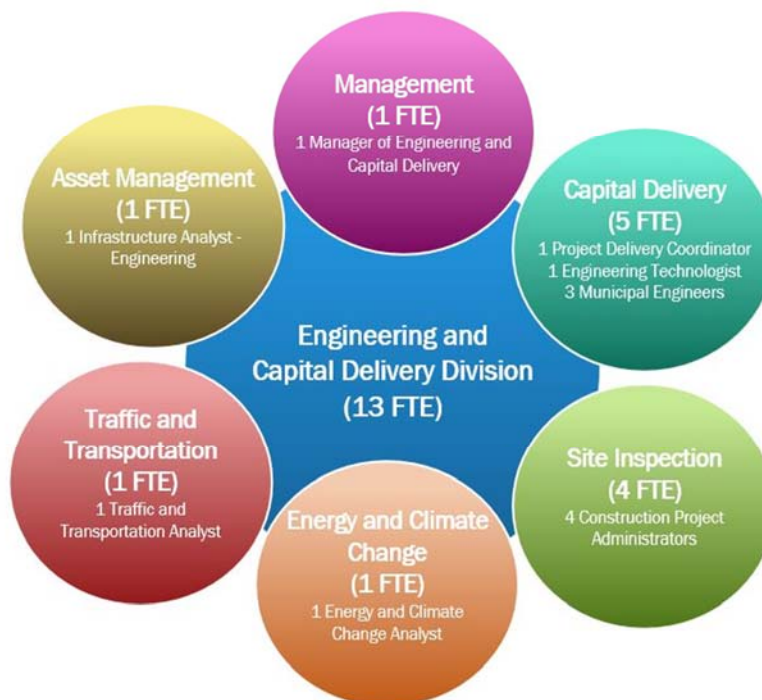 Management
(1 FTE)
1 Manager of Engineering and
Capital Delivery
Asset Management
(1 FTE)
1 Infrastructure Analyst -
Engineering
Capital Delivery
(5 FTE)
1 Project Delivery Coordinator
1 Engineering Technologist
3 Municipal Engineers
Engineering and
Capital Delivery Division
(13 FTE)
Traffic and
Transportation
(1 FTE)
1 Traffic and
Transportation Analyst
Site Inspection
(4 FTE)
4 Construction Project
Administrators
Energy and Climate
Change
(1 FTE)
1 Energy and Climate
Change Analyst